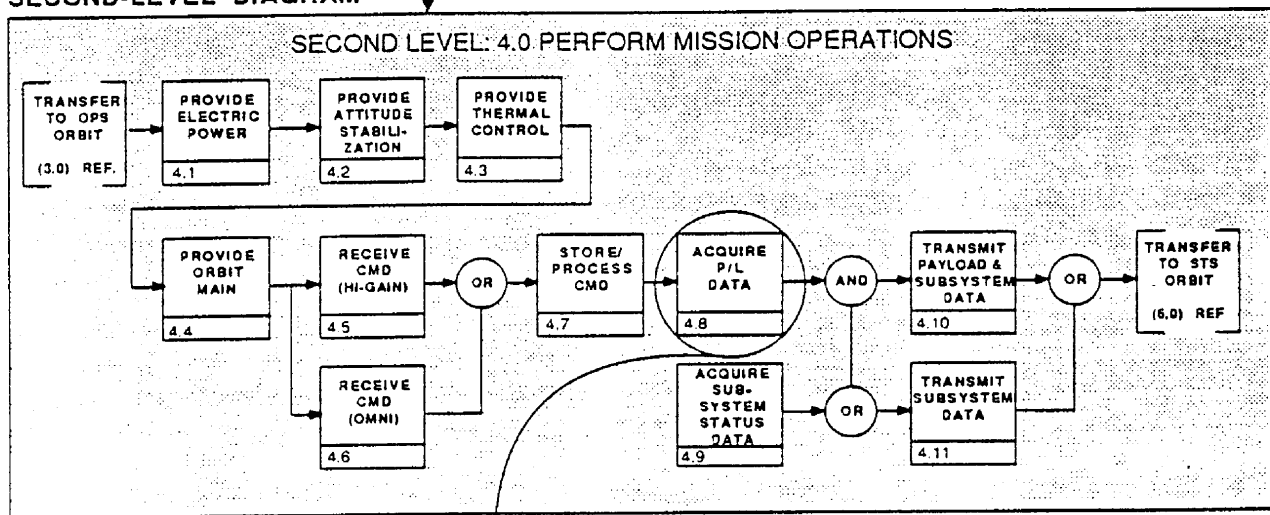 SECOND-LEVEL DIAGRAM
SECOND LEVEL: 4.0 PERFORM MISSION OPERATIONS
TRANSFER
TO OPS
ORBIT
(3.0) REF.
PROVIDE
ELECTRIC
POWER
4.1
PROVIDE
ATTITUDE
STABILI-
ZATION
4.2
PROVIDE
THERMAL
CONTROL
4.3
PROVIDE
ORBIT
MAIN
4.4
RECEIVE
CMD
(HI-GAIN)
4.5
OR
STORE/
PROCESS
CMD
4.7
ACQUIRE
P/L
DATA
4.8
AND
TRANSMIT
PAYLOAD &
SUBSYSTEM
DATA
4.10
OR
TRANSFER
TO STS
ORBIT
(5,0) REF
RECEIVE
CMD
(OMNI)
4.6
ACQUIRE
SUB-
SYSTEM
STATUS
DATA
4.9
OR
TRANSMIT
SUBSYSTEM
DATA
4.11